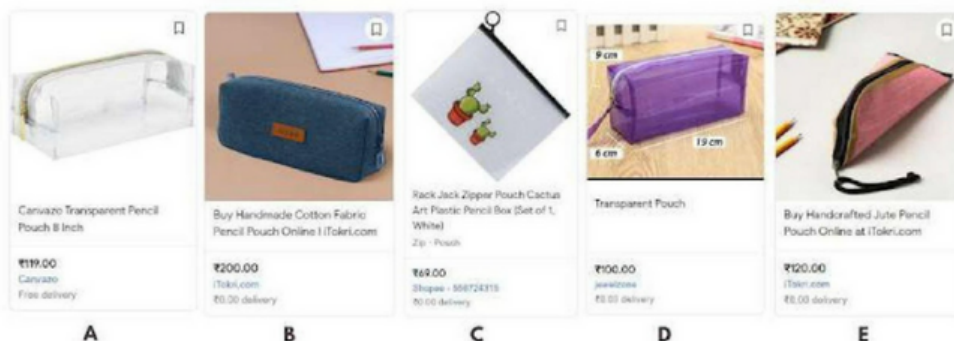 Canvazo Transparent Pencil
Pouch 8 Inch
₹119.00
Canvazo
Free delivery
A
Buy Handmade Cotton Fabric
Pencil Pouch Online I iTokri.com
₹200.00
iTokri.com
₹0.00 delivery
B
Rack Jack Zipper Pouch Cactus
Art Plastic Pencil Box (Set of 1,
White)
Zip · Pouch
₹69.00
Shopee -
₹0.00 delivery
C
9 cm
6 cm
19 cm
Transparent Pouch
₹100.00
jewelzone
₹0.00 delivery
D
Buy Handcrafted Jute Pencil
Pouch Online at iTokri.com
₹120.00
iTokri.com
₹0.00 delivery
E